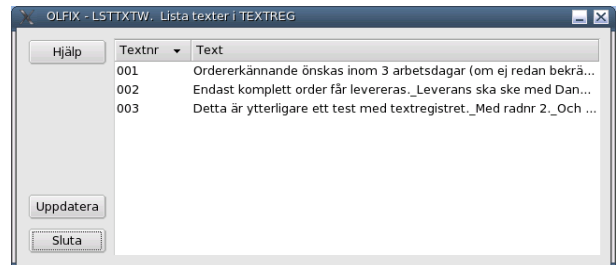 OLFIX - LSTTXTW. Lista texter i TEXTREG
Hjälp
Textnr Text
001 Ordererkännande önskas inom 3 arbetsdagar (om ej redan bekrä...
002 Endast komplett order får levereras._Leverans ska ske med Dan...
003 Detta är ytterligare ett test med textregistret._Med radnr 2._Och ...
Uppdatera
Sluta